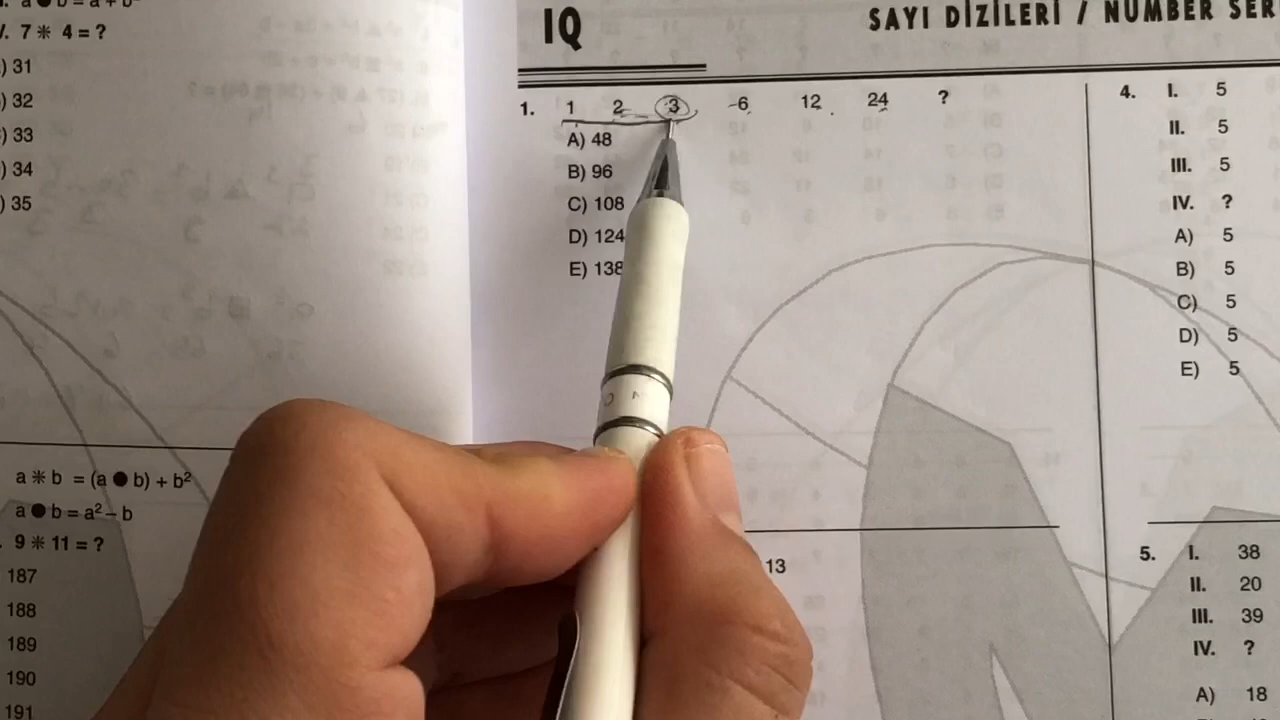 7 ✳ 4 = ?
) 31
) 32
) 33
) 34
) 35
a ✳ b = (a ● b) + b²
a ● b = a² – b
9 ✳ 11 = ?
187
188
189
190
191
IQ
SAYI DİZİLERİ / NUMBER SER
1. 1 2 3 6 12 24 ?
A) 48
B) 96
C) 108
D) 124
E) 138
13
4. I. 5
II. 5
III. 5
IV. ?
A) 5
B) 5
C) 5
D) 5
E) 5
5. I. 38
II. 20
III. 39
IV. ?
A) 18